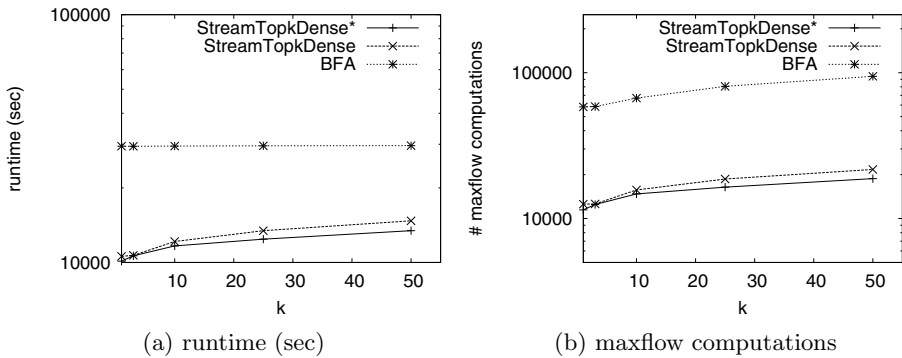 100000
StreamTopkDense*
StreamTopkDense
BFA
runtime (sec)
10000
10 20 30 40 50
k
(a) runtime (sec)
StreamTopkDense*
StreamTopkDense
BFA
100000
# maxflow computations
10000
10 20 30 40 50
k
(b) maxflow computations